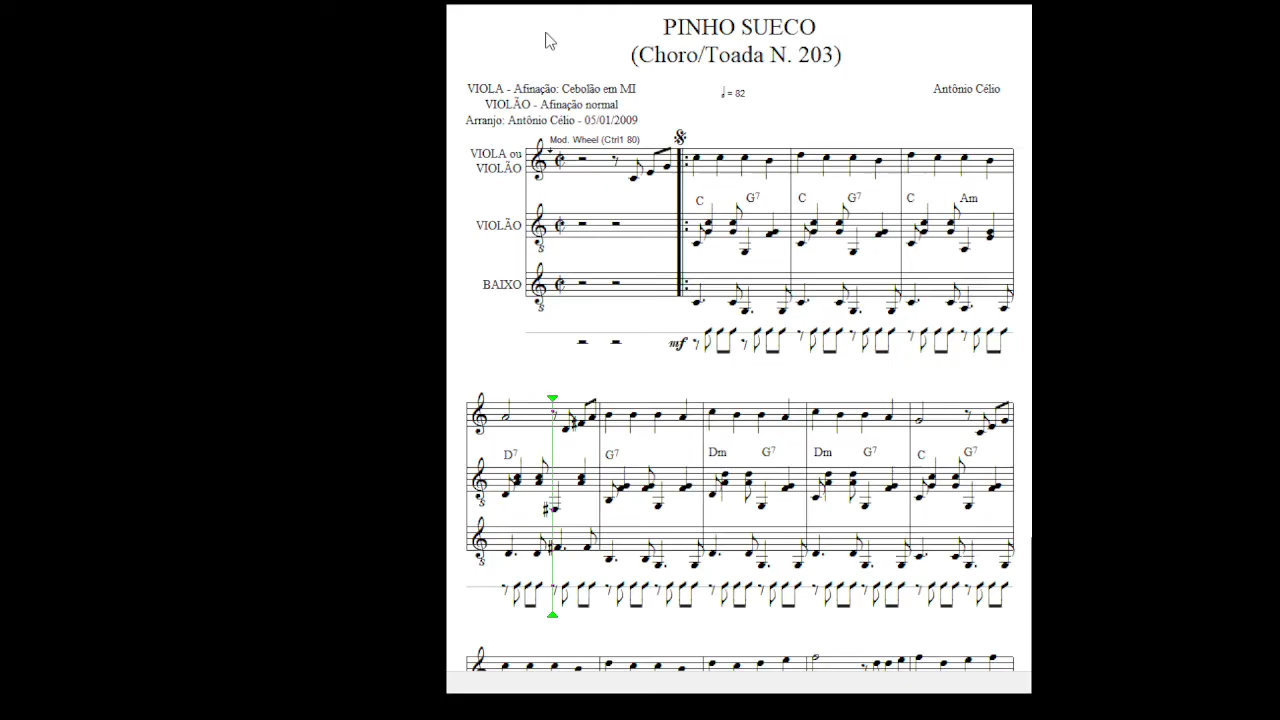 PINHO SUECO
(Choro/Toada N. 203)
VIOLA - Afinação: Cebolão em MI
VIOLÃO - Afinação normal
Arranjo: Antônio Célio - 05/01/2009
= 82
Antônio Célio
Mod. Wheel (Ctrl1 80)
VIOLA ou
VIOLÃO
C G7 C G7 C Am
VIOLÃO
BAIXO
mf
D7 G7 Dm G7 Dm G7 C G7